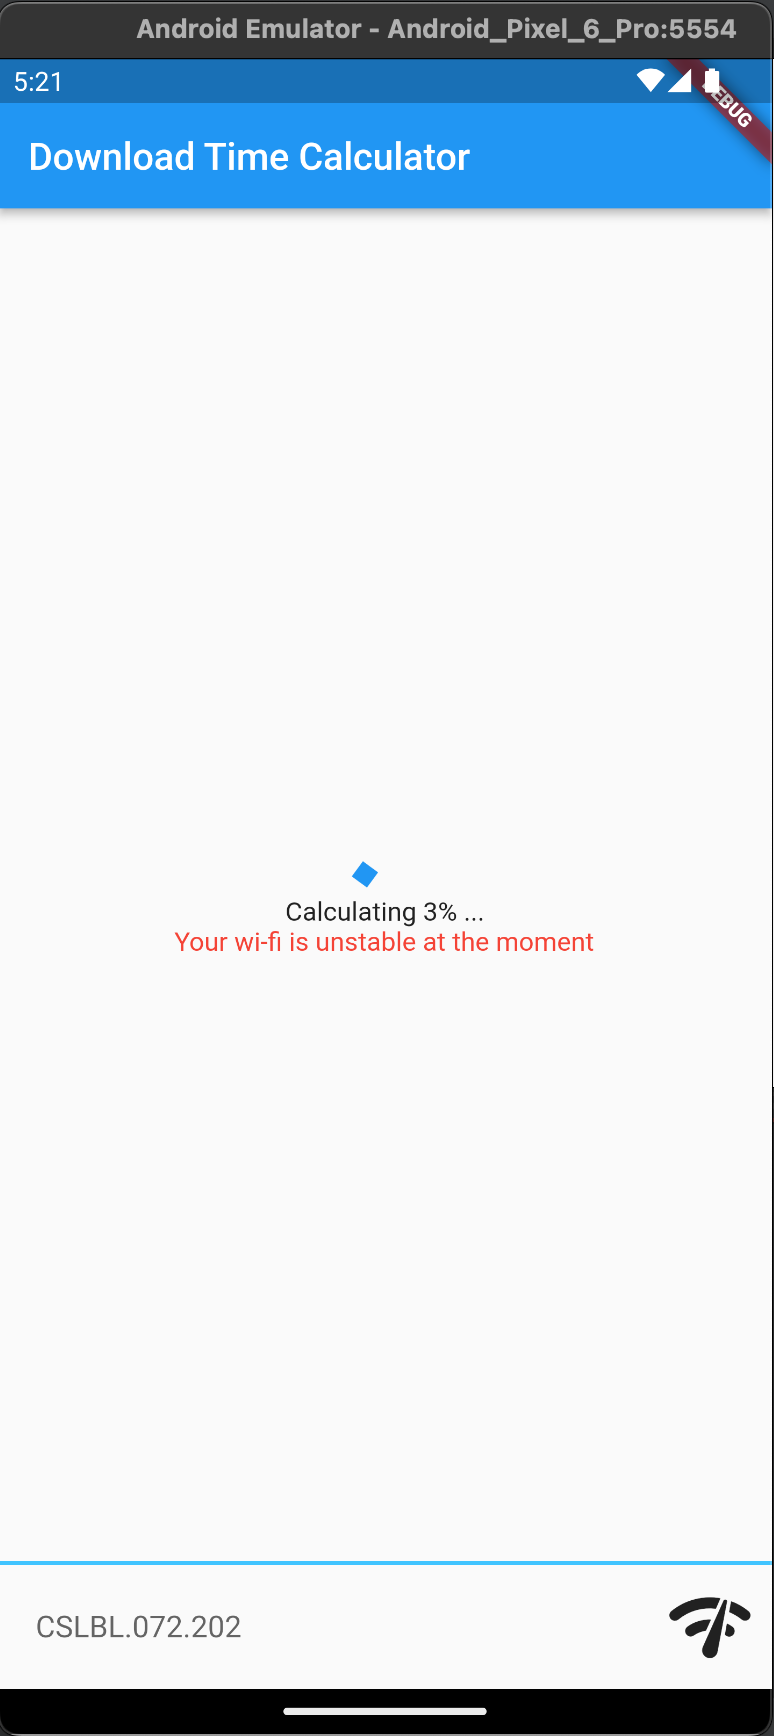 Android Emulator - Android_Pixel_6_Pro:5554
5:21
DEBUG
Download Time Calculator
Calculating 3% ...
Your wi-fi is unstable at the moment
CSLBL.072.202